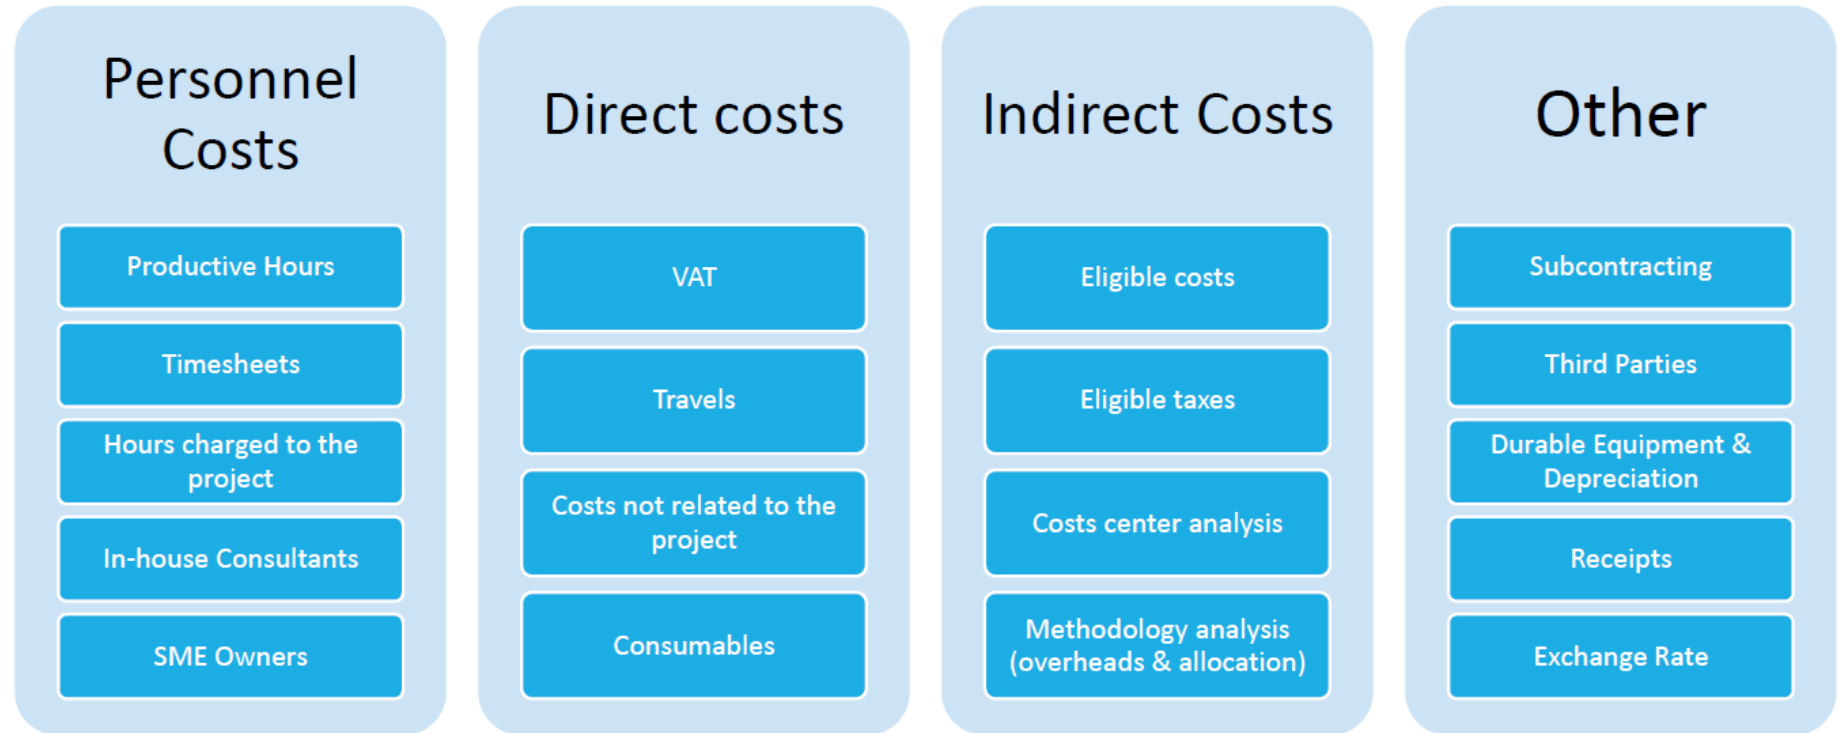 Personnel
Costs
Productive Hours
Timesheets
Hours charged to the
project
In-house Consultants
SME Owners
Direct costs
VAT
Travels
Costs not related to the
project
Consumables
Indirect Costs
Eligible costs
Eligible taxes
Costs center analysis
Methodology analysis
(overheads & allocation)
Other
Subcontracting
Third Parties
Durable Equipment &
Depreciation
Receipts
Exchange Rate